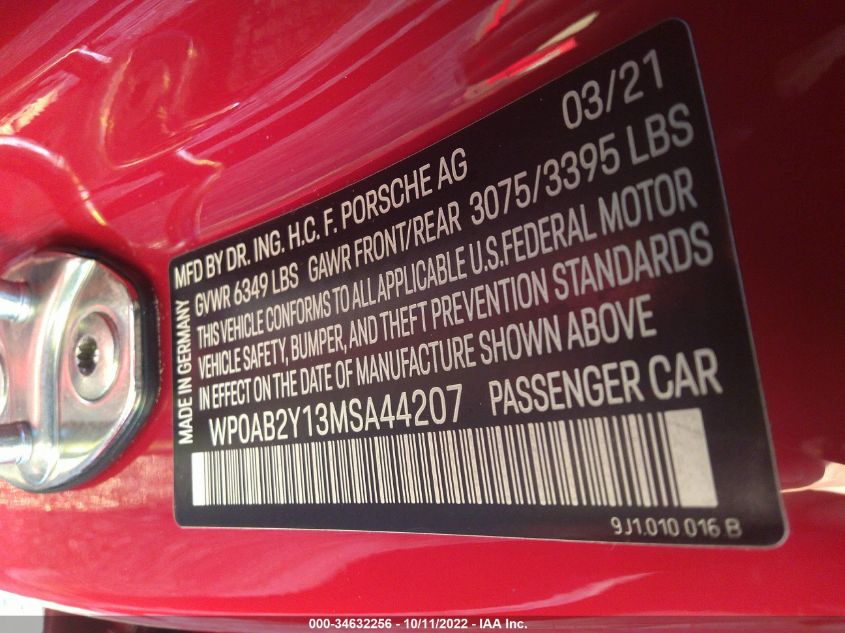 03/21
MFD BY DR. ING. H.C. F. PORSCHE AG
GVWR 6349 LBS GAWR FRONT/REAR 3075/3395 LBS
THIS VEHICLE CONFORMS TO ALL APPLICABLE U.S.FEDERAL MOTOR
VEHICLE SAFETY, BUMPER, AND THEFT PREVENTION STANDARDS
IN EFFECT ON THE DATE OF MANUFACTURE SHOWN ABOVE
WP0AB2Y13MSA44207 PASSENGER CAR
MADE IN GERMANY
9J1.010 016 B
000-34632256 - 10/11/2022 - IAA Inc.